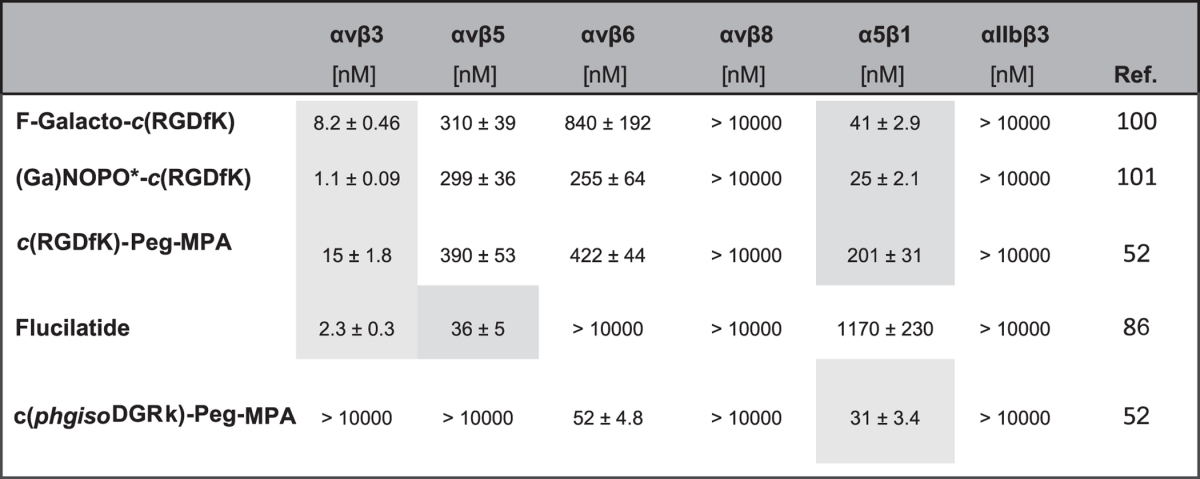 αvβ3 αvβ5 αvβ6 αvβ8 α5β1 αIIbβ3
[nM] [nM] [nM] [nM] [nM] [nM] Ref.
F-Galacto-c(RGDfK) 8.2 ± 0.46 310 ± 39 840 ± 192 > 10000 41 ± 2.9 > 10000 100
(Ga)NOPO*-c(RGDfK) 1.1 ± 0.09 299 ± 36 255 ± 64 > 10000 25 ± 2.1 > 10000 101
c(RGDfK)-Peg-MPA 15 ± 1.8 390 ± 53 422 ± 44 > 10000 201 ± 31 > 10000 52
Flucilatide 2.3 ± 0.3 36 ± 5 > 10000 > 10000 1170 ± 230 > 10000 86
c(phgisoDGRk)-Peg-MPA > 10000 > 10000 52 ± 4.8 > 10000 31 ± 3.4 > 10000 52